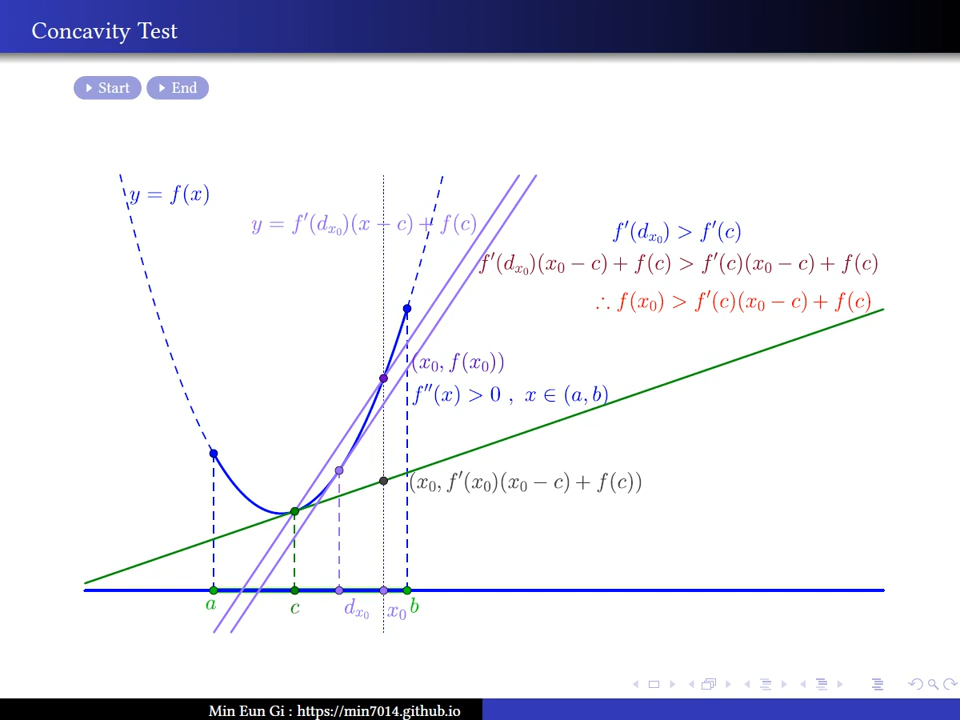 Concavity Test
Start End
y = f(x)
y = f′(d_{x_0})(x − c) + f(c)
f′(d_{x_0}) > f′(c)
f′(d_{x_0})(x_0 − c) + f(c) > f′(c)(x_0 − c) + f(c)
∴ f(x_0) > f′(c)(x_0 − c) + f(c)
(x_0, f(x_0))
f″(x) > 0 , x ∈ (a, b)
(x_0, f′(x_0)(x_0 − c) + f(c))
a c d_{x_0} x_0 b
Min Eun Gi : https://min7014.github.io